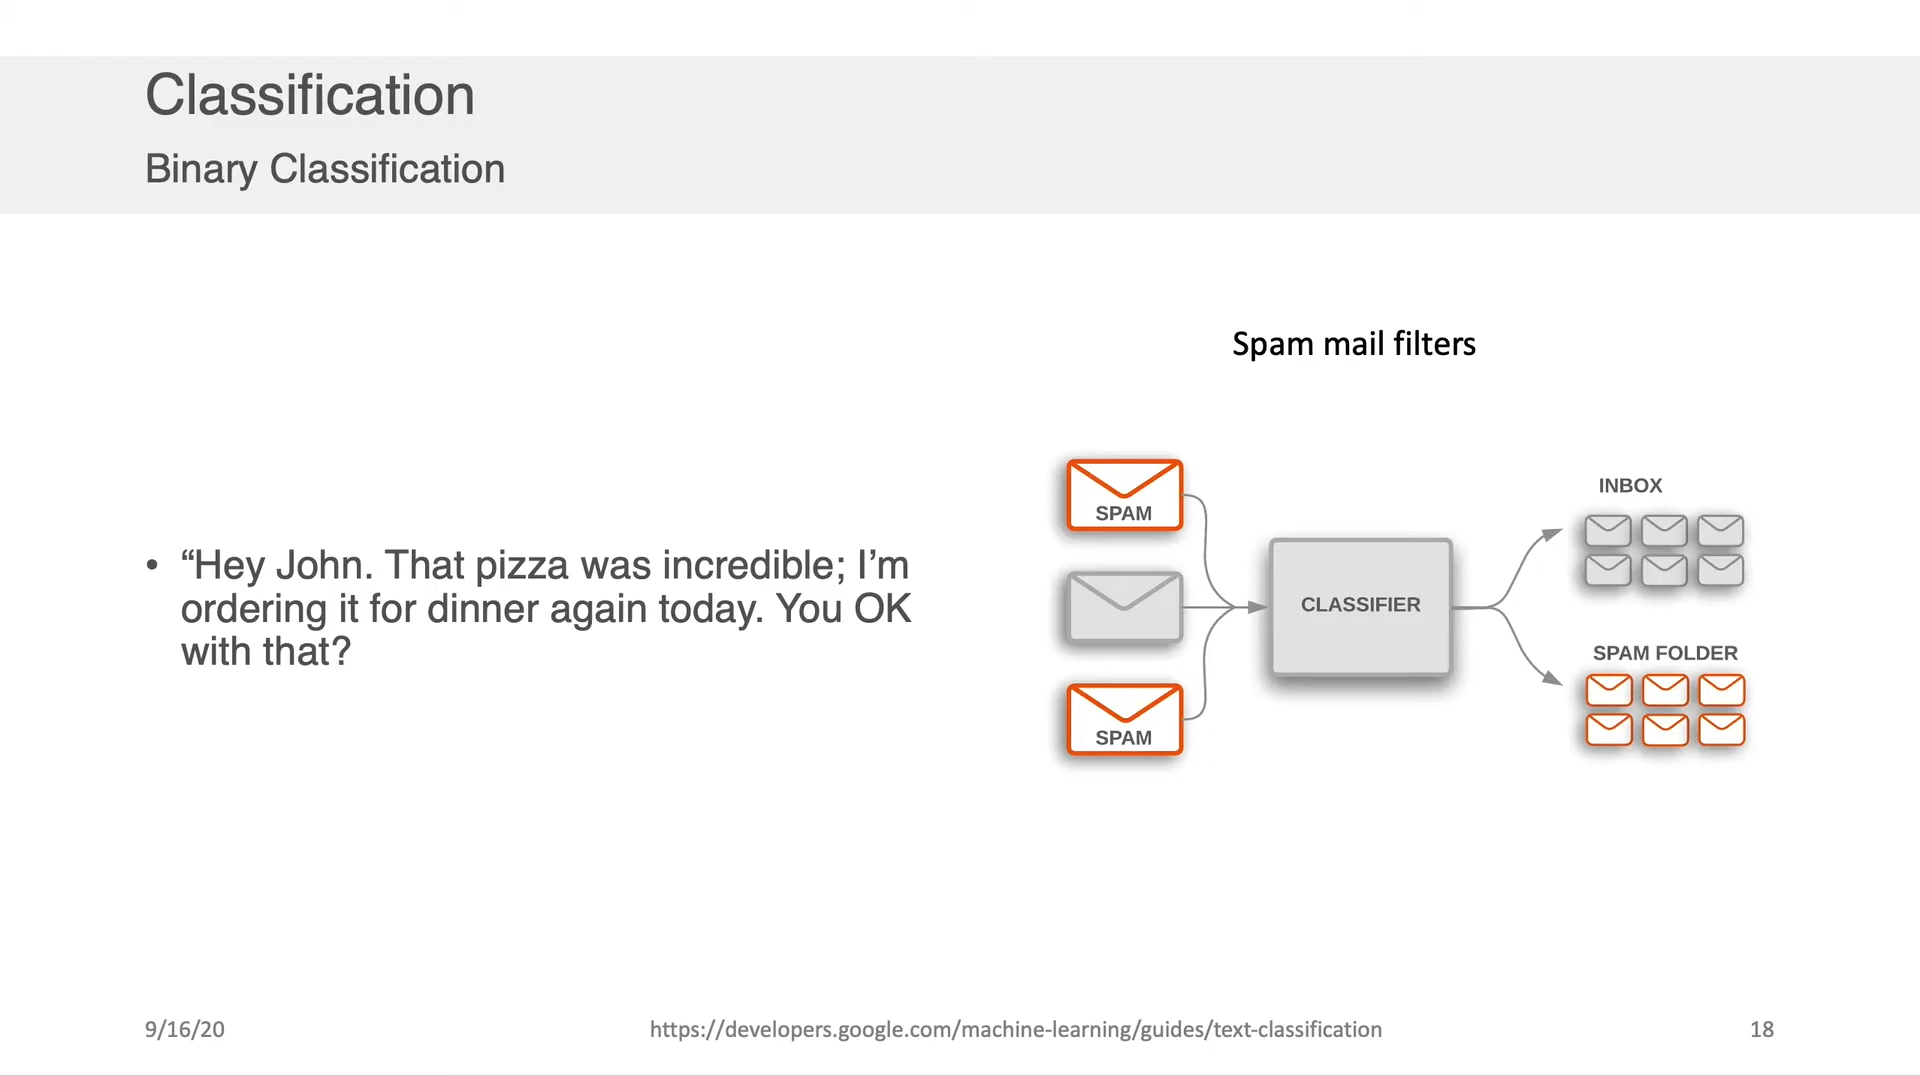 Classification
Binary Classification
• “Hey John. That pizza was incredible; I’m
ordering it for dinner again today. You OK
with that?
Spam mail filters
SPAM
SPAM
CLASSIFIER
INBOX
SPAM FOLDER
9/16/20
https://developers.google.com/machine-learning/guides/text-classification
18